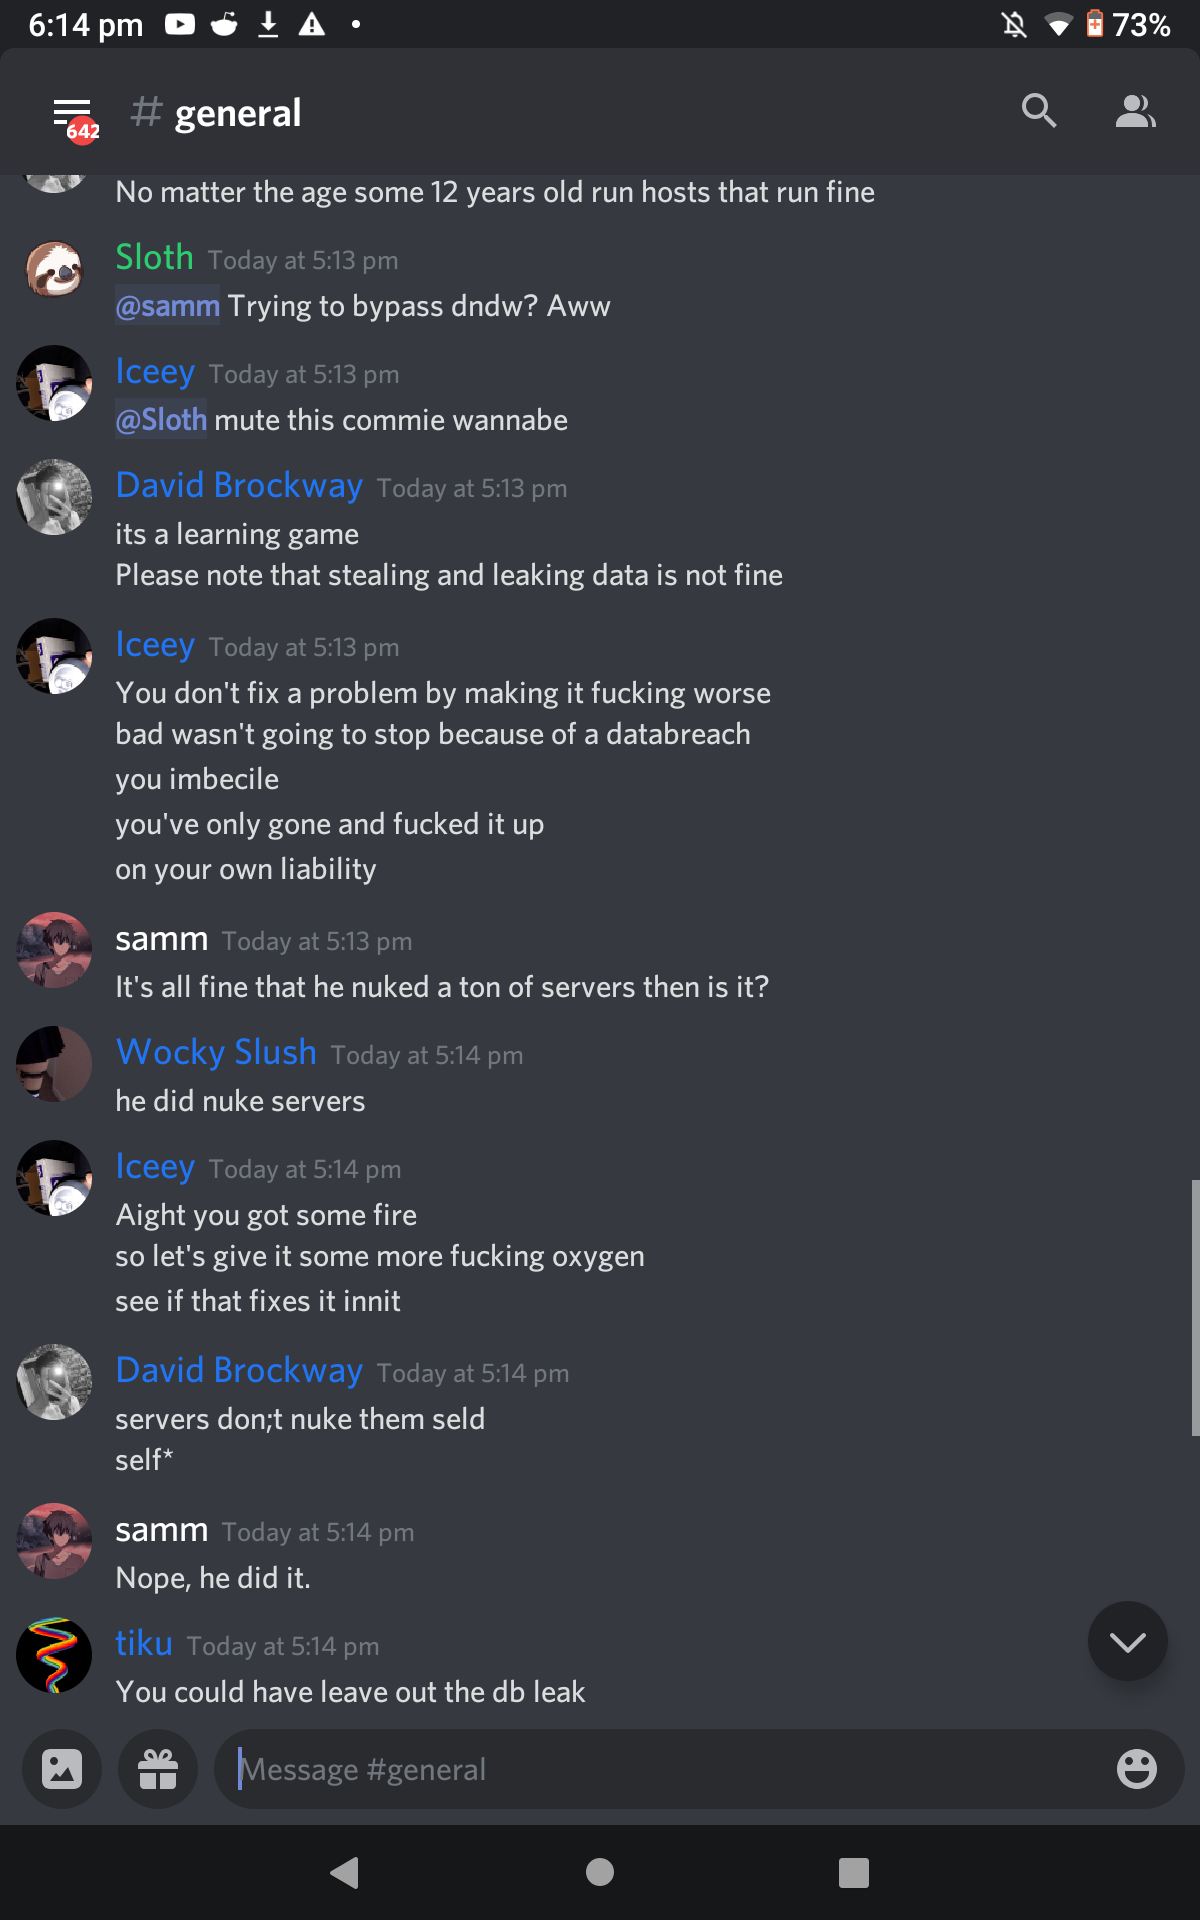 6:14 pm 73%
642 # general
No matter the age some 12 years old run hosts that run fine
Sloth Today at 5:13 pm
@samm Trying to bypass dndw? Aww
Iceey Today at 5:13 pm
@Sloth mute this commie wannabe
David Brockway Today at 5:13 pm
its a learning game
Please note that stealing and leaking data is not fine
Iceey Today at 5:13 pm
You don't fix a problem by making it fucking worse
bad wasn't going to stop because of a databreach
you imbecile
you've only gone and fucked it up
on your own liability
samm Today at 5:13 pm
It's all fine that he nuked a ton of servers then is it?
Wocky Slush Today at 5:14 pm
he did nuke servers
Iceey Today at 5:14 pm
Aight you got some fire
so let's give it some more fucking oxygen
see if that fixes it innit
David Brockway Today at 5:14 pm
servers don;t nuke them seld
self*
samm Today at 5:14 pm
Nope, he did it.
tiku Today at 5:14 pm
You could have leave out the db leak
Message #general